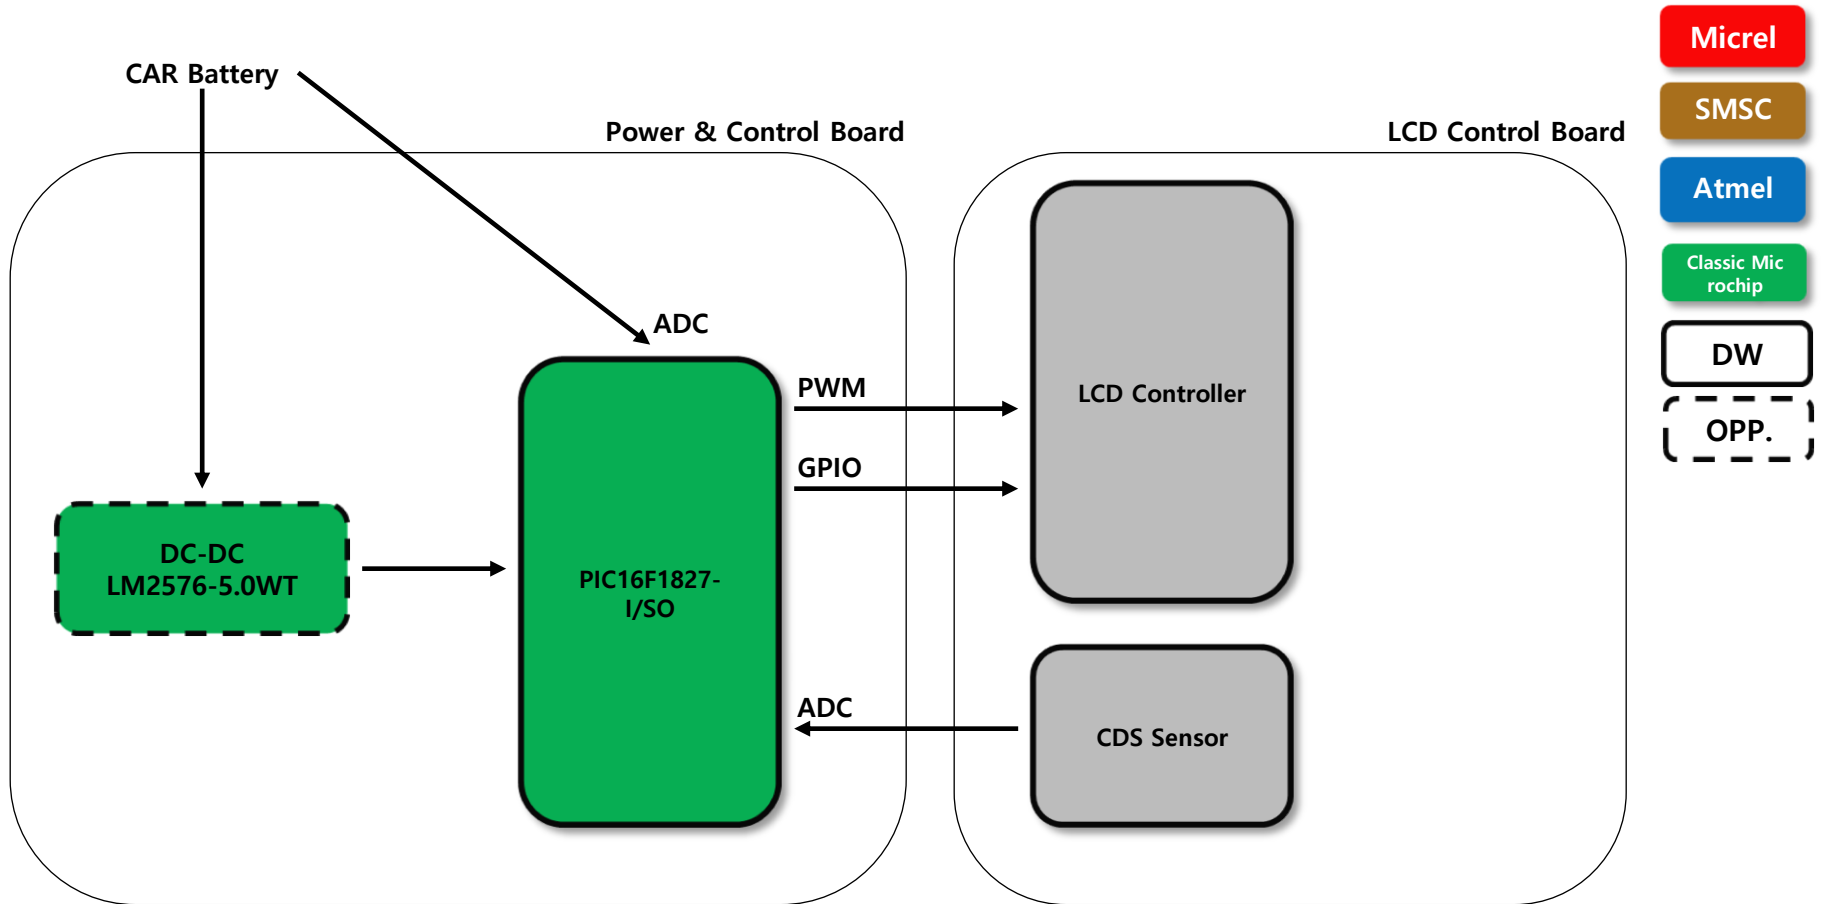 CAR Battery
Power & Control Board
LCD Control Board
Micrel
SMSC
Atmel
Classic Mic
rochip
DW
OPP.
ADC
PWM
GPIO
LCD Controller
DC-DC
LM2576-5.0WT
PIC16F1827-
I/SO
ADC
CDS Sensor